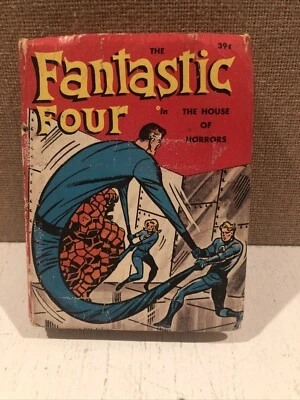 THE
39¢
Fantastic
FOUR
in
THE HOUSE
OF
HORRORS